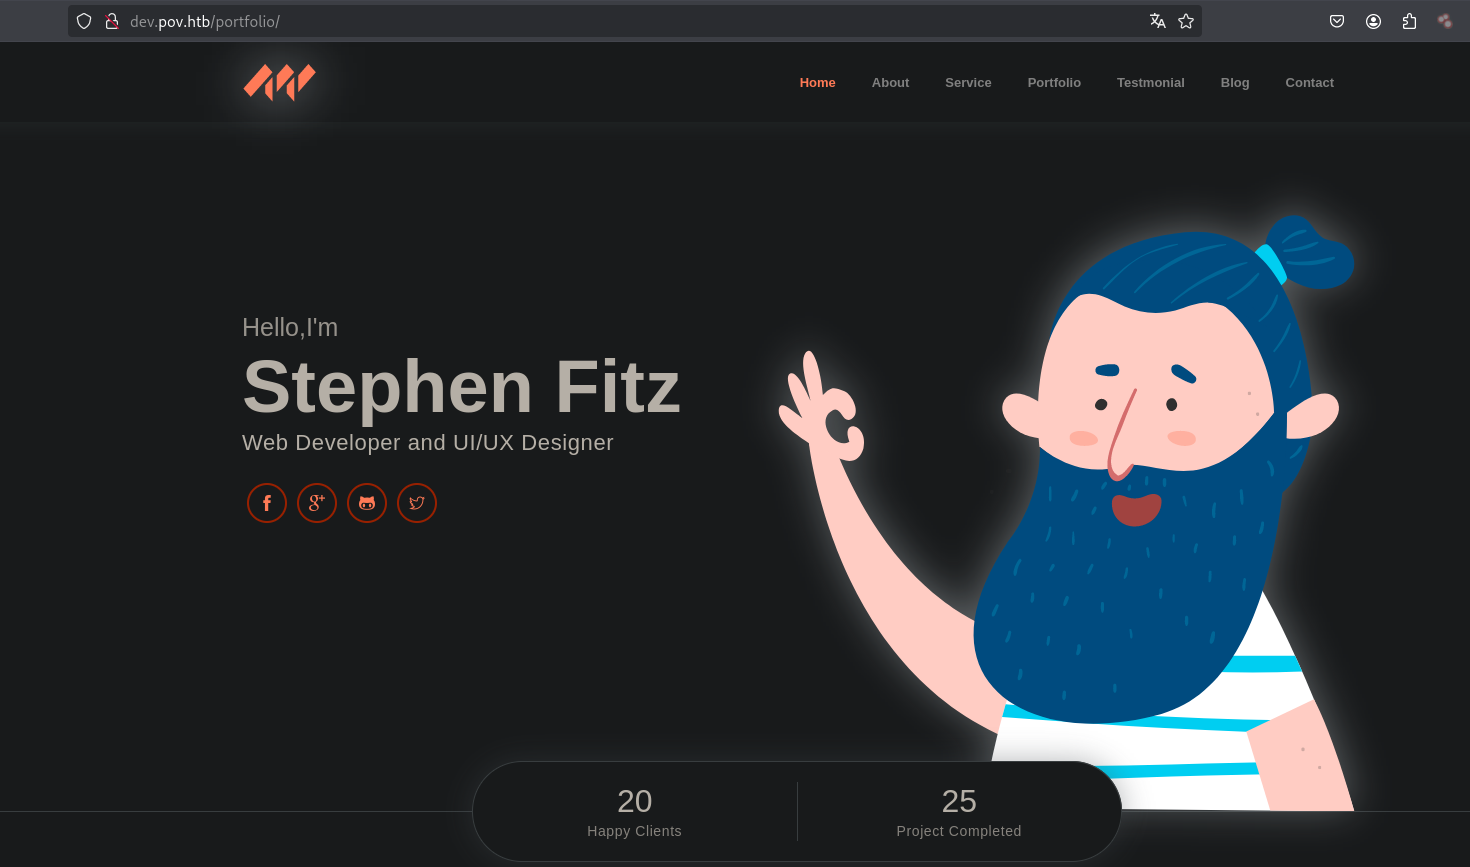 dev.pov.htb/portfolio/
Home About Service Portfolio Testmonial Blog Contact
Hello,I'm
Stephen Fitz
Web Developer and UI/UX Designer
20
Happy Clients
25
Project Completed